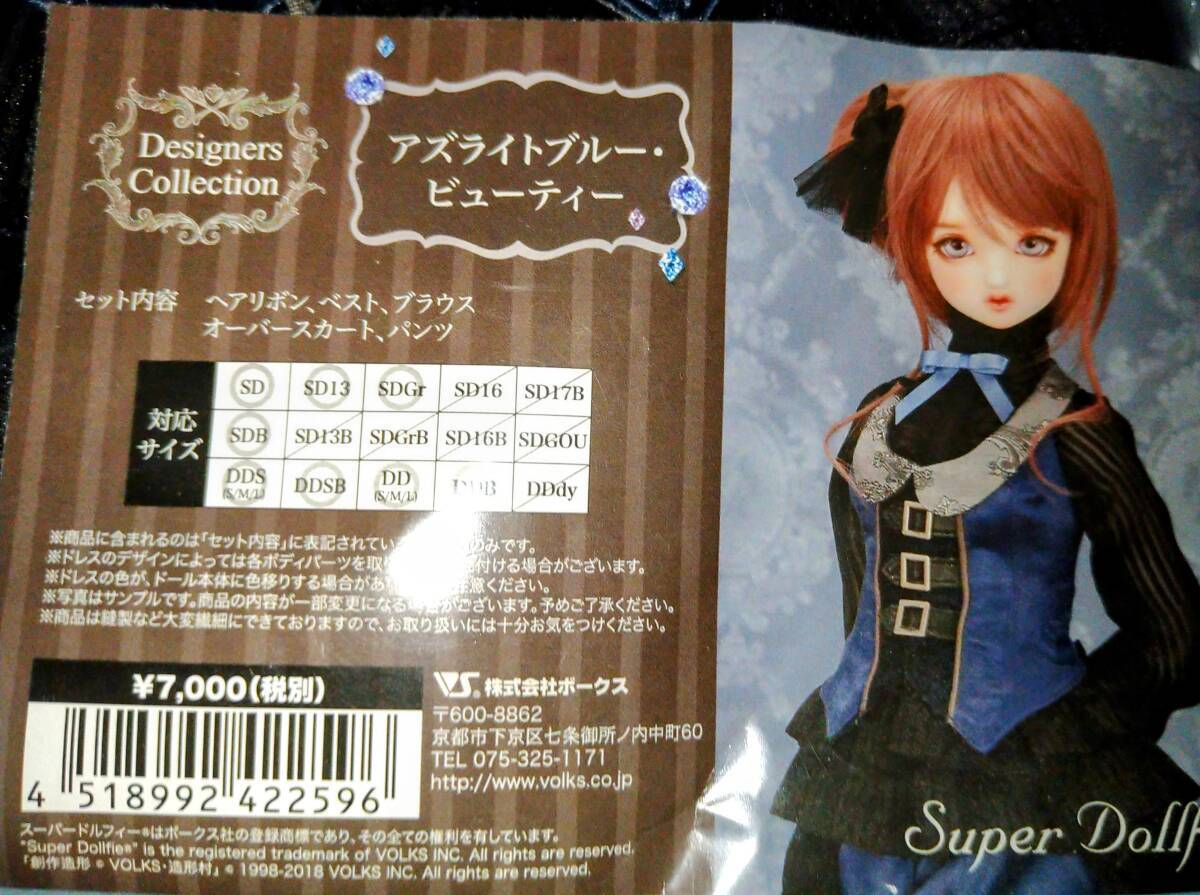 Designers
Collection
アズライトブルー・
ビューティー
セット内容 ヘアリボン、ベスト、ブラウス
オーバースカート、パンツ
対応
サイズ
SD SD13 SDGr SD16 SD17B
SDB SD13B SDGrB SD16B SDGOU
DDS DDSB DD DDdy
(S/M/L) (S/M/L)
※商品に含まれるのは「セット内容」に表記されてい のみです。
※ドレスのデザインによっては各ボディパーツを取り 付ける場合がございます。
※ドレスの色が、ドール本体に色移りする場合があ 意ください。
※写真はサンプルです。商品の内容が一部変更になる場合がございます。予めご了承ください。
※商品は縫製など大変繊細にできておりますので、お取り扱いには十分お気をつけください。
¥7,000(税別)
4 518992 422596
VS® 株式会社ボークス
〒600-8862
京都市下京区七条御所ノ内中町60
TEL 075-325-1171
http://www.volks.co.jp
スーパードルフィー®はボークス社の登録商標であり、その全ての権利を有しています。
"Super Dollfie®" is the registered trademark of VOLKS INC. All rights are reserved.
「創作造形 © VOLKS・造形村」© 1998-2018 VOLKS INC. All rights are reserved.
Super Dollf